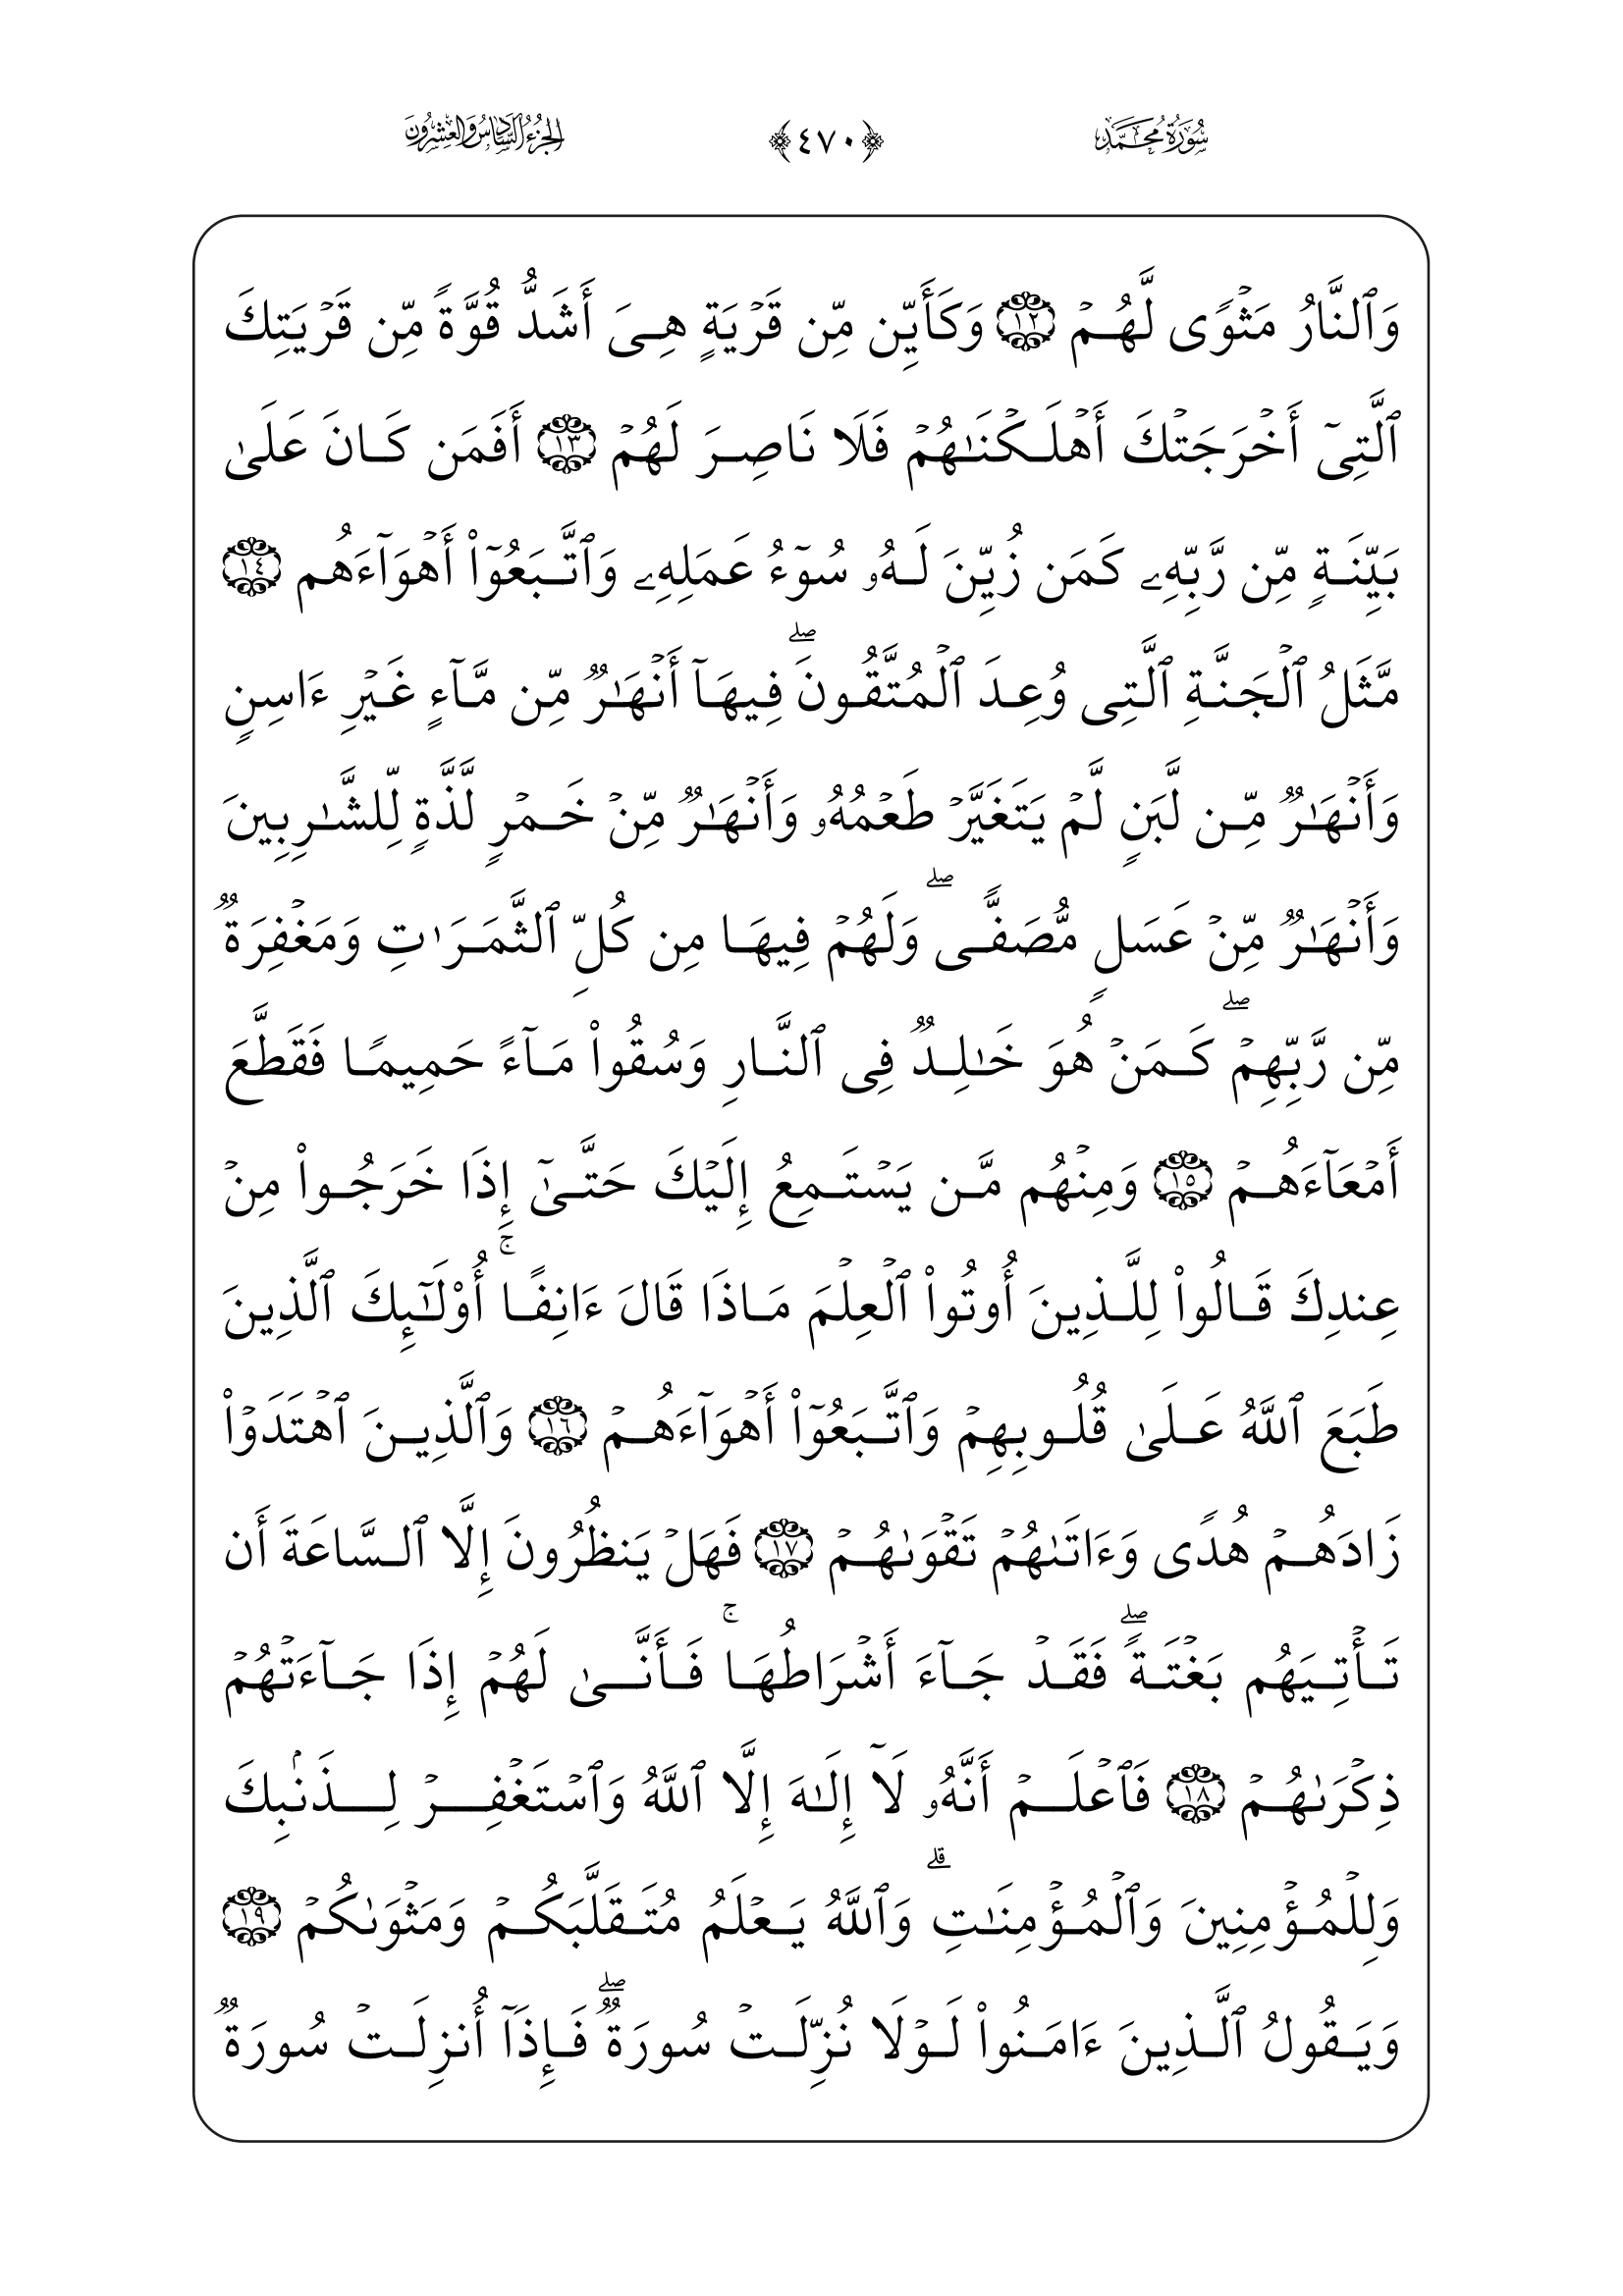 سُورَةُ مُحَمَّد ٤٧٠ الجُزْءُ السَّادِسُ وَالعِشْرُونَ
وَٱلنَّارُ مَثۡوٗى لَّهُمۡ ١٢ وَكَأَيِّن مِّن قَرۡيَةٍ هِىَ أَشَدُّ قُوَّةٗ مِّن قَرۡيَتِكَ
ٱلَّتِىٓ أَخۡرَجَتۡكَ أَهۡلَكۡنَٰهُمۡ فَلَا نَاصِرَ لَهُمۡ ١٣ أَفَمَن كَانَ عَلَىٰ
بَيِّنَةٖ مِّن رَّبِّهِۦ كَمَن زُيِّنَ لَهُۥ سُوٓءُ عَمَلِهِۦ وَٱتَّبَعُوٓاْ أَهۡوَآءَهُم ١٤
مَّثَلُ ٱلۡجَنَّةِ ٱلَّتِى وُعِدَ ٱلۡمُتَّقُونَۖ فِيهَآ أَنۡهَٰرٞ مِّن مَّآءٍ غَيۡرِ ءَاسِنٖ
وَأَنۡهَٰرٞ مِّن لَّبَنٖ لَّمۡ يَتَغَيَّرۡ طَعۡمُهُۥ وَأَنۡهَٰرٞ مِّنۡ خَمۡرٖ لَّذَّةٖ لِّلشَّٰرِبِينَ
وَأَنۡهَٰرٞ مِّنۡ عَسَلٖ مُّصَفّٗىۖ وَلَهُمۡ فِيهَا مِن كُلِّ ٱلثَّمَرَٰتِ وَمَغۡفِرَةٞ
مِّن رَّبِّهِمۡۖ كَمَنۡ هُوَ خَٰلِدٞ فِى ٱلنَّارِ وَسُقُواْ مَآءً حَمِيمٗا فَقَطَّعَ
أَمۡعَآءَهُمۡ ١٥ وَمِنۡهُم مَّن يَسۡتَمِعُ إِلَيۡكَ حَتَّىٰٓ إِذَا خَرَجُواْ مِنۡ
عِندِكَ قَالُواْ لِلَّذِينَ أُوتُواْ ٱلۡعِلۡمَ مَاذَا قَالَ ءَانِفًاۚ أُوْلَٰٓئِكَ ٱلَّذِينَ
طَبَعَ ٱللَّهُ عَلَىٰ قُلُوبِهِمۡ وَٱتَّبَعُوٓاْ أَهۡوَآءَهُمۡ ١٦ وَٱلَّذِينَ ٱهۡتَدَوۡاْ
زَادَهُمۡ هُدٗى وَءَاتَىٰهُمۡ تَقۡوَىٰهُمۡ ١٧ فَهَلۡ يَنظُرُونَ إِلَّا ٱلسَّاعَةَ أَن
تَأۡتِيَهُم بَغۡتَةٗۖ فَقَدۡ جَآءَ أَشۡرَاطُهَاۚ فَأَنَّىٰ لَهُمۡ إِذَا جَآءَتۡهُمۡ
ذِكۡرَىٰهُمۡ ١٨ فَٱعۡلَمۡ أَنَّهُۥ لَآ إِلَٰهَ إِلَّا ٱللَّهُ وَٱسۡتَغۡفِرۡ لِذَنۢبِكَ
وَلِلۡمُؤۡمِنِينَ وَٱلۡمُؤۡمِنَٰتِۗ وَٱللَّهُ يَعۡلَمُ مُتَقَلَّبَكُمۡ وَمَثۡوَىٰكُمۡ ١٩
وَيَقُولُ ٱلَّذِينَ ءَامَنُواْ لَوۡلَا نُزِّلَتۡ سُورَةٞۖ فَإِذَآ أُنزِلَتۡ سُورَةٞ